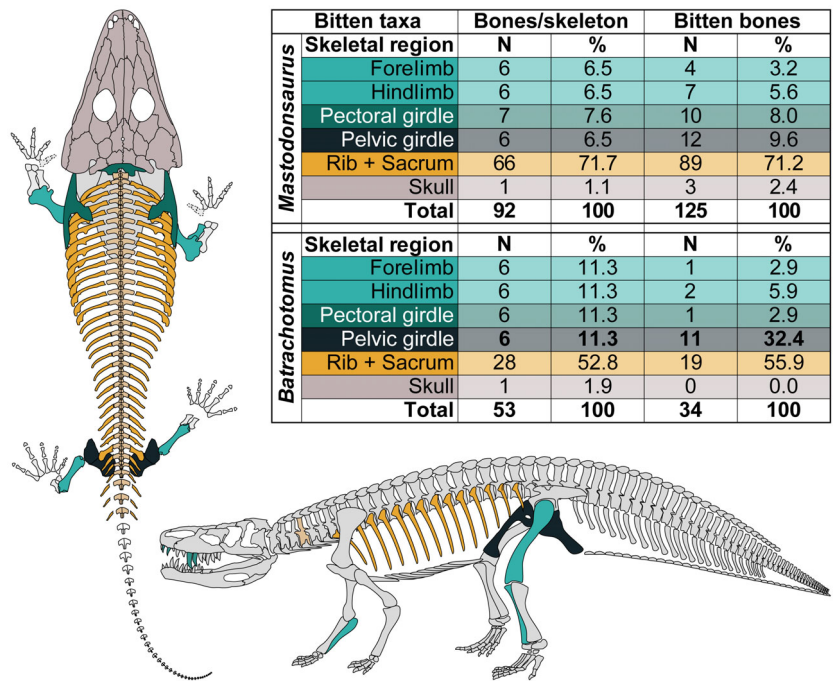 Bitten taxa Bones/skeleton Bitten bones
Mastodonsaurus
Skeletal region N % N %
Forelimb 6 6.5 4 3.2
Hindlimb 6 6.5 7 5.6
Pectoral girdle 7 7.6 10 8.0
Pelvic girdle 6 6.5 12 9.6
Rib + Sacrum 66 71.7 89 71.2
Skull 1 1.1 3 2.4
Total 92 100 125 100
Batrachotomus
Skeletal region N % N %
Forelimb 6 11.3 1 2.9
Hindlimb 6 11.3 2 5.9
Pectoral girdle 6 11.3 1 2.9
Pelvic girdle 6 11.3 11 32.4
Rib + Sacrum 28 52.8 19 55.9
Skull 1 1.9 0 0.0
Total 53 100 34 100